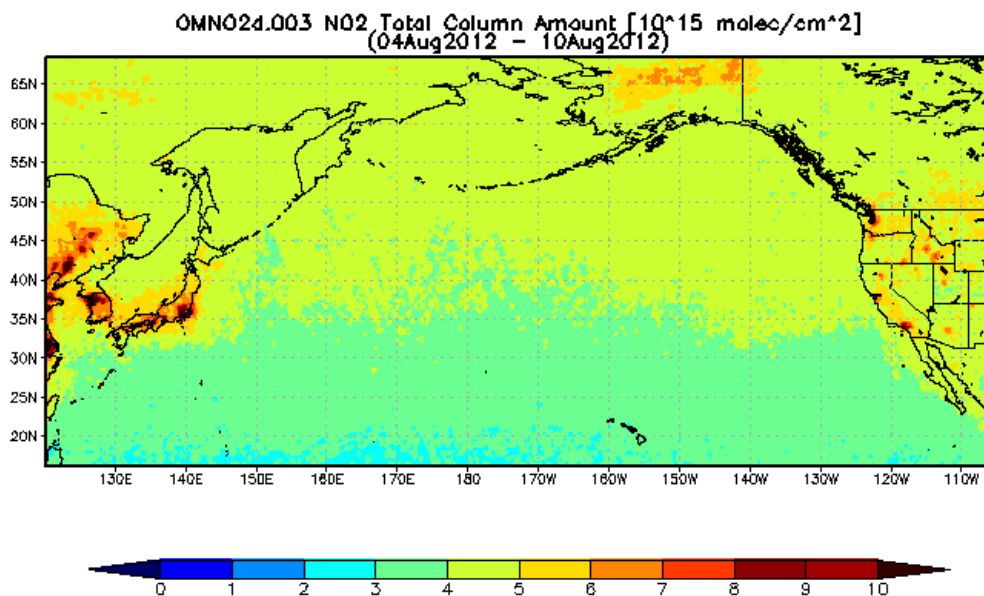 OMNO2d.003 NO2 Total Column Amount [10^15 molec/cm^2]
(04Aug2012 – 10Aug2012)
65N
60N
55N
50N
45N
40N
35N
30N
25N
20N
130E 140E 150E 160E 170E 180 170W 160W 150W 140W 130W 120W 110W
0 1 2 3 4 5 6 7 8 9 10